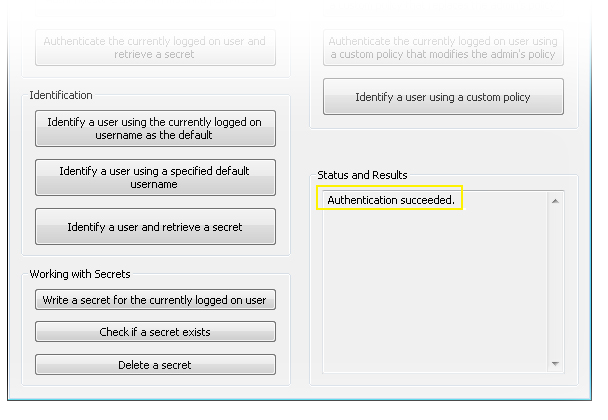 Authenticate the currently logged on user and
retrieve a secret
Identification
Identify a user using the currently logged on
username as the default
Identify a user using a specified default
username
Identify a user and retrieve a secret
Working with Secrets
Write a secret for the currently logged on user
Check if a secret exists
Delete a secret
Authenticate the currently logged on user using
a custom policy that modifies the admin's policy
Identify a user using a custom policy
Status and Results
Authentication succeeded.